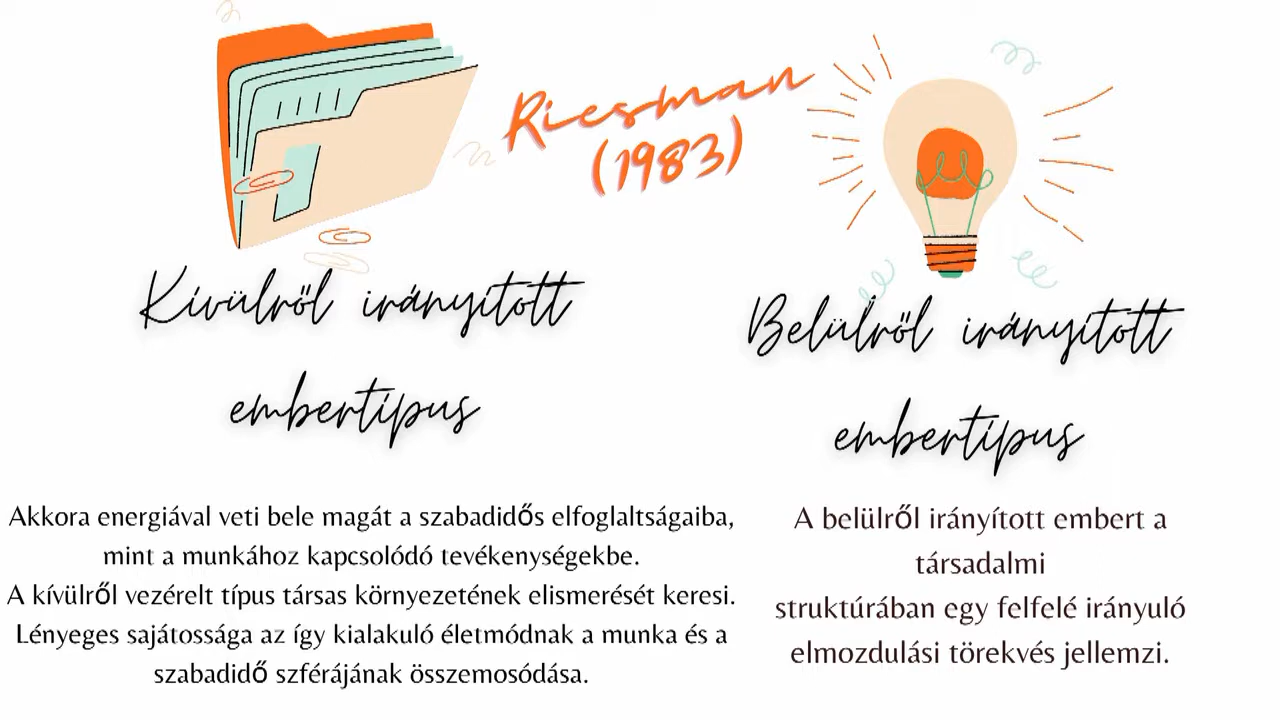 Riesman
(1983)
Kívülről irányított
embertípus
Akkora energiával veti bele magát a szabadidős elfoglaltságaiba,
mint a munkához kapcsolódó tevékenységekbe.
A kívülről vezérelt típus társas környezetének elismerését keresi.
Lényeges sajátossága az így kialakuló életmódnak a munka és a
szabadidő szférájának összemosódása.
Belülről irányított
embertípus
A belülről irányított embert a
társadalmi
struktúrában egy felfelé irányuló
elmozdulási törekvés jellemzi.